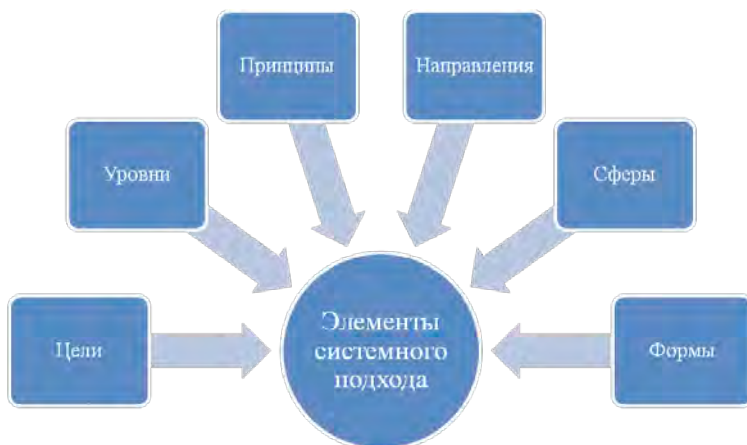 Принципы
Направления
Уровни
Сферы
Цели
Элементы
системного
подхода
Формы